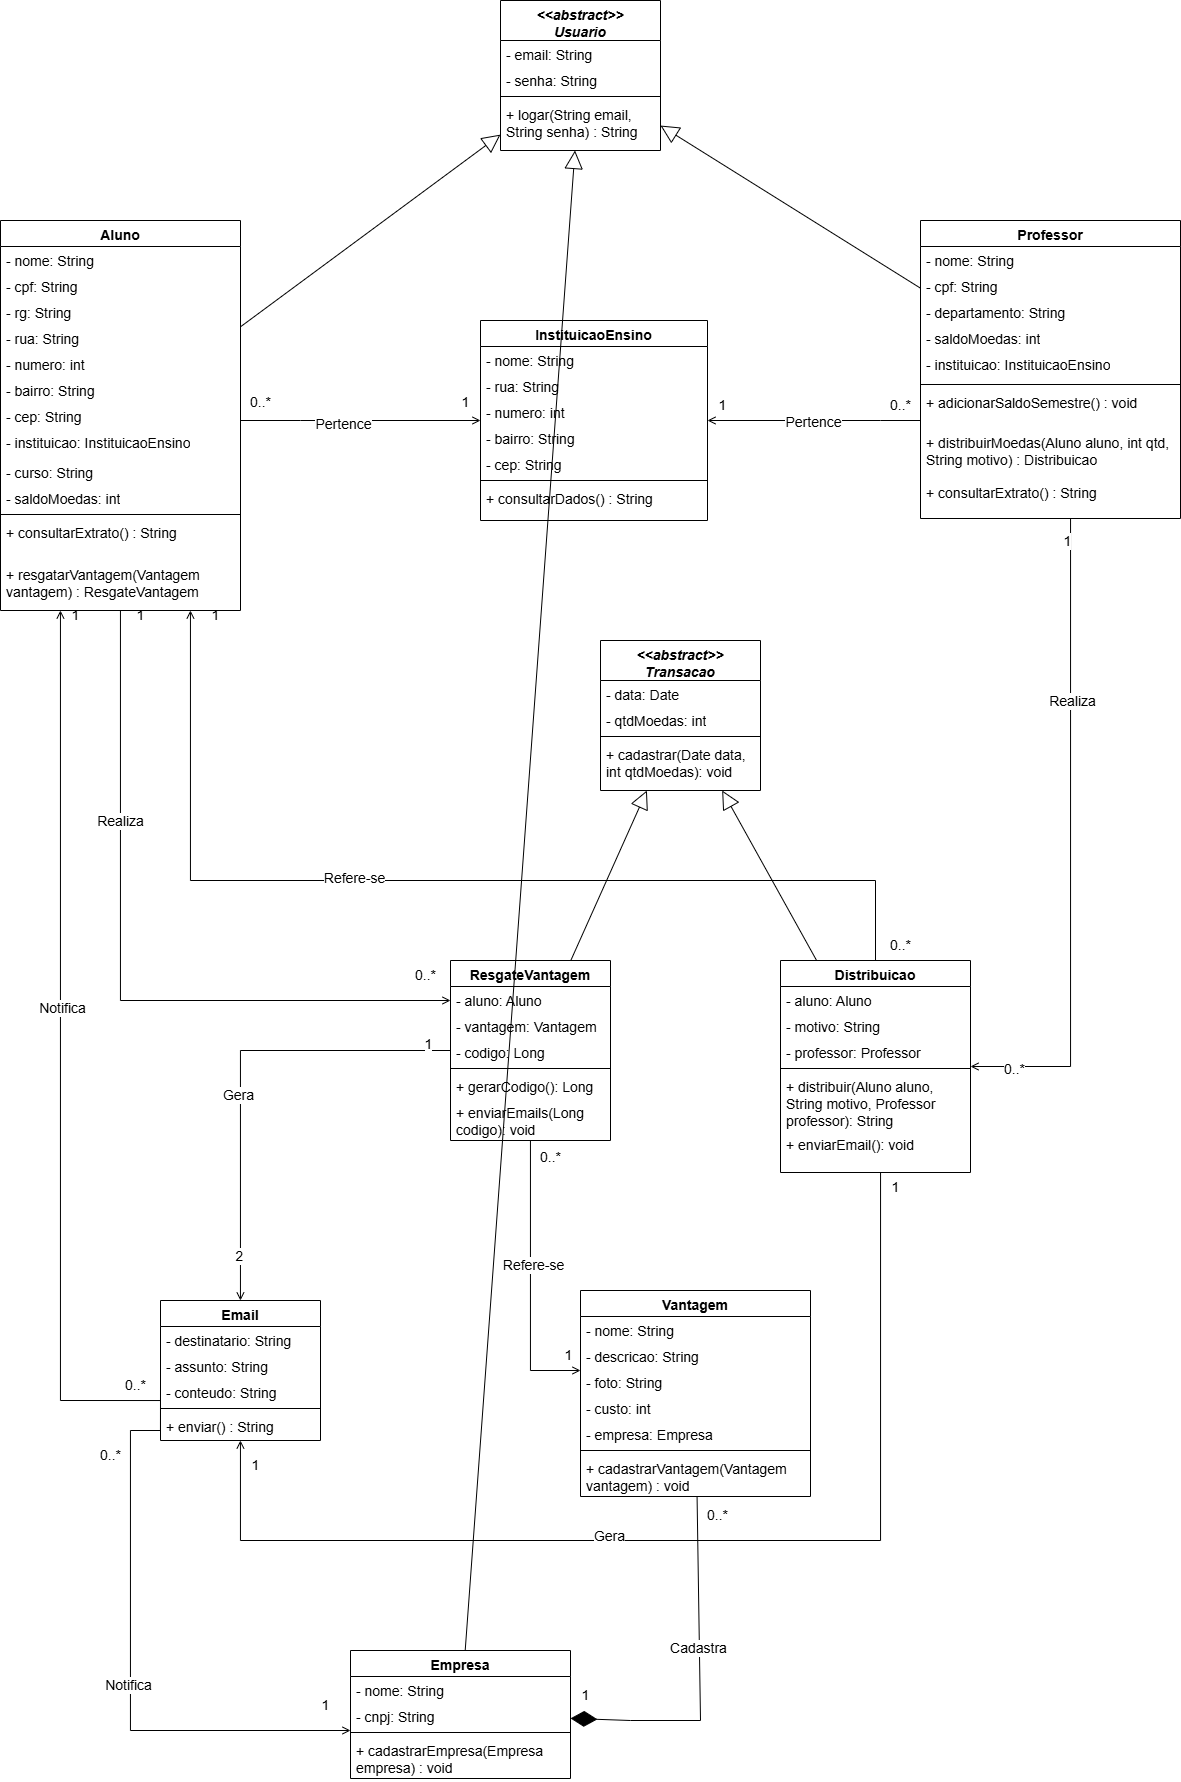 <<abstract>>
Usuario
- email: String
- senha: String
+ logar(String email,
String senha) : String
Aluno
- nome: String
- cpf: String
- rg: String
- rua: String
- numero: int
- bairro: String
- cep: String
- instituicao: InstituicaoEnsino
- curso: String
- saldoMoedas: int
+ consultarExtrato() : String
+ resgatarVantagem(Vantagem
vantagem) : ResgateVantagem
InstituicaoEnsino
- nome: String
- rua: String
- numero: int
- bairro: String
- cep: String
+ consultarDados() : String
Professor
- nome: String
- cpf: String
- departamento: String
- saldoMoedas: int
- instituicao: InstituicaoEnsino
+ adicionarSaldoSemestre() : void
+ distribuirMoedas(Aluno aluno, int qtd,
String motivo) : Distribuicao
+ consultarExtrato() : String
0..*
Pertence
1
1
Pertence
0..*
1
1
1
1
<<abstract>>
Transacao
- data: Date
- qtdMoedas: int
+ cadastrar(Date data,
int qtdMoedas): void
Realiza
Realiza
Refere-se
0..*
0..*
Notifica
ResgateVantagem
- aluno: Aluno
- vantagem: Vantagem
- codigo: Long
+ gerarCodigo(): Long
+ enviarEmails(Long
codigo): void
Distribuicao
- aluno: Aluno
- motivo: String
- professor: Professor
+ distribuir(Aluno aluno,
String motivo, Professor
professor): String
+ enviarEmail(): void
0..*
1
Gera
0..*
1
2
Refere-se
Email
- destinatario: String
- assunto: String
- conteudo: String
+ enviar() : String
Vantagem
- nome: String
- descricao: String
- foto: String
- custo: int
- empresa: Empresa
+ cadastrarVantagem(Vantagem
vantagem) : void
1
0..*
0..*
1
0..*
Gera
Cadastra
Notifica
1
1
Empresa
- nome: String
- cnpj: String
+ cadastrarEmpresa(Empresa
empresa) : void